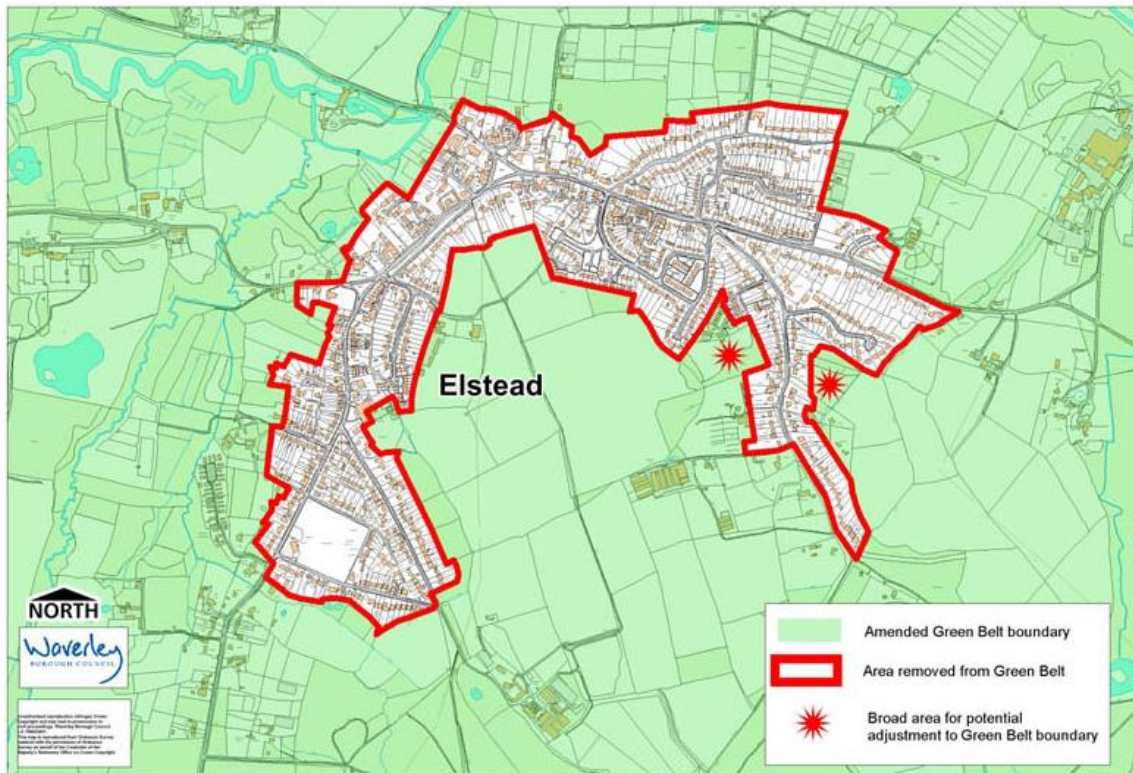 Elstead
NORTH
Waverley
BOROUGH COUNCIL
Amended Green Belt boundary
Area removed from Green Belt
Broad area for potential
adjustment to Green Belt boundary